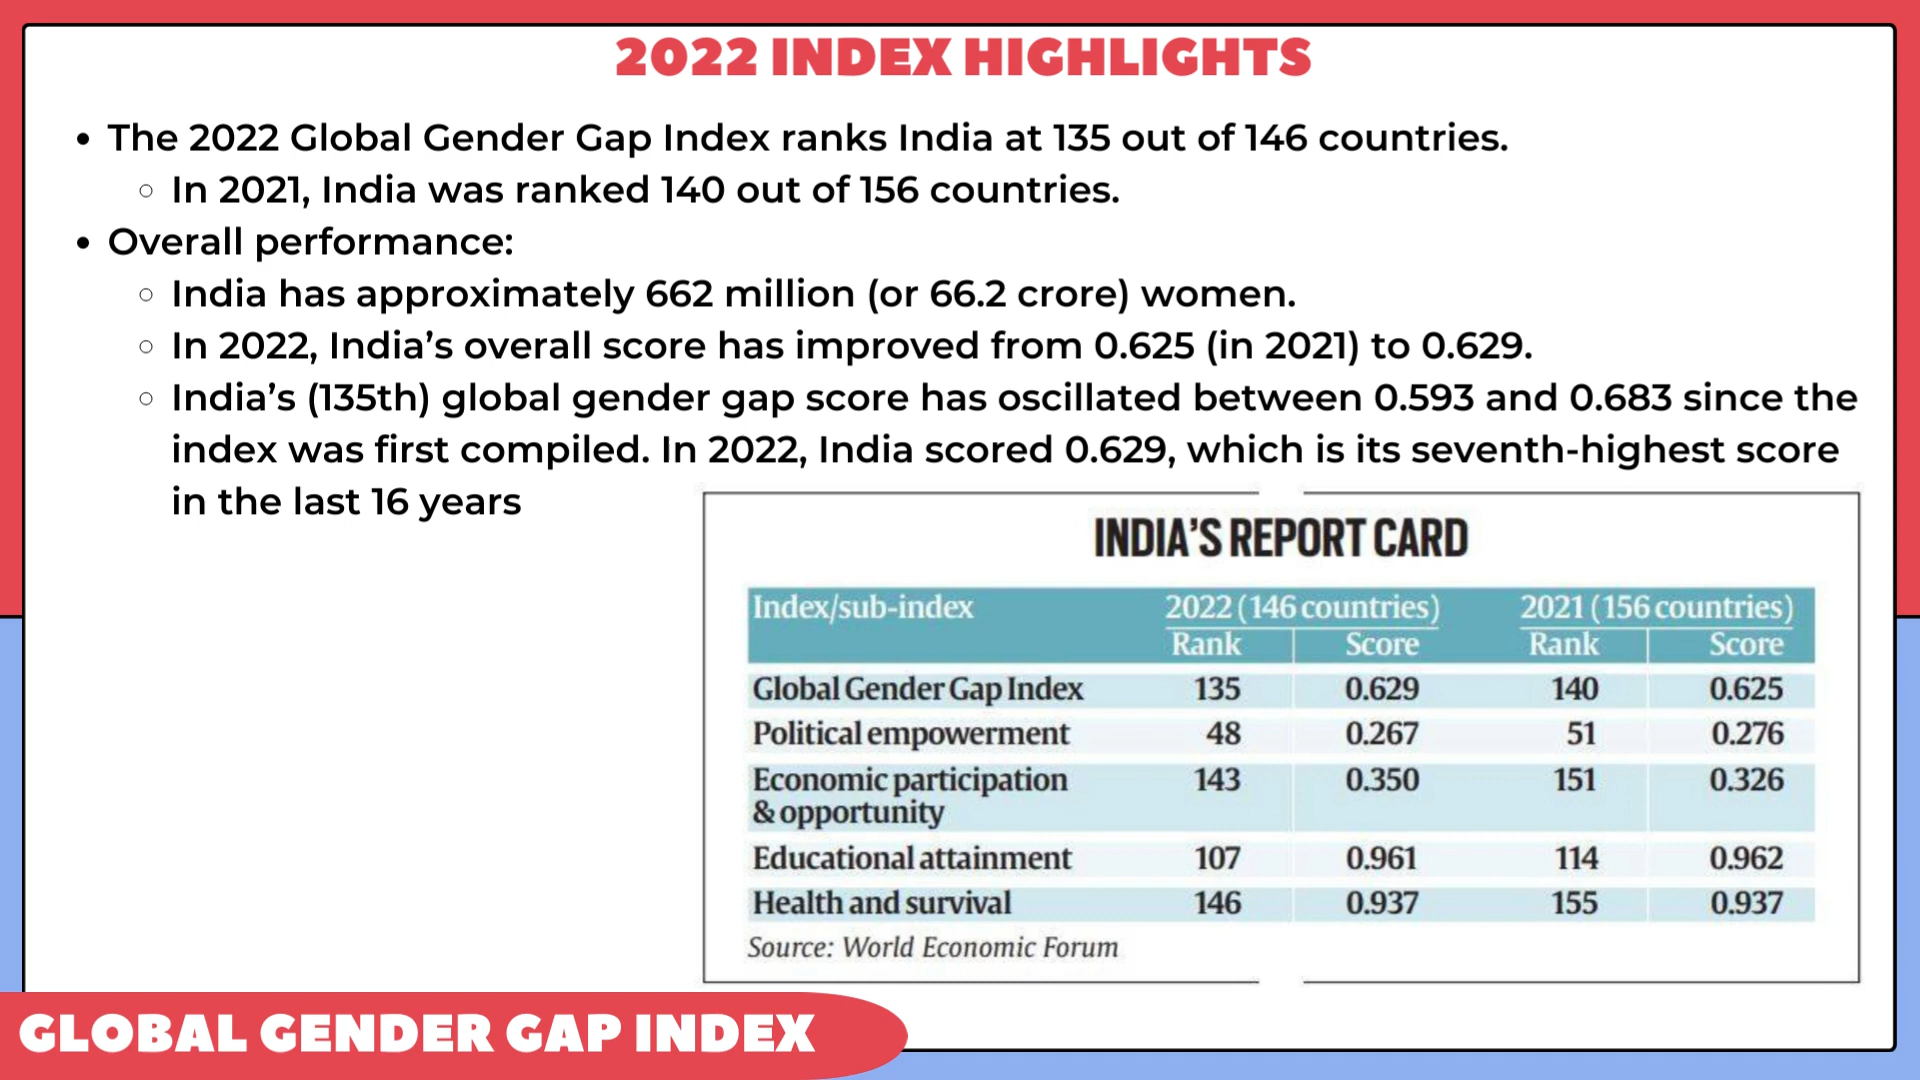 2022 INDEX HIGHLIGHTS
• The 2022 Global Gender Gap Index ranks India at 135 out of 146 countries.
◦ In 2021, India was ranked 140 out of 156 countries.
• Overall performance:
◦ India has approximately 662 million (or 66.2 crore) women.
◦ In 2022, India’s overall score has improved from 0.625 (in 2021) to 0.629.
◦ India’s (135th) global gender gap score has oscillated between 0.593 and 0.683 since the
index was first compiled. In 2022, India scored 0.629, which is its seventh-highest score
in the last 16 years
INDIA’S REPORT CARD
Index/sub-index 2022 (146 countries) 2021 (156 countries)
Rank Score Rank Score
Global Gender Gap Index 135 0.629 140 0.625
Political empowerment 48 0.267 51 0.276
Economic participation 143 0.350 151 0.326
& opportunity
Educational attainment 107 0.961 114 0.962
Health and survival 146 0.937 155 0.937
Source: World Economic Forum
GLOBAL GENDER GAP INDEX